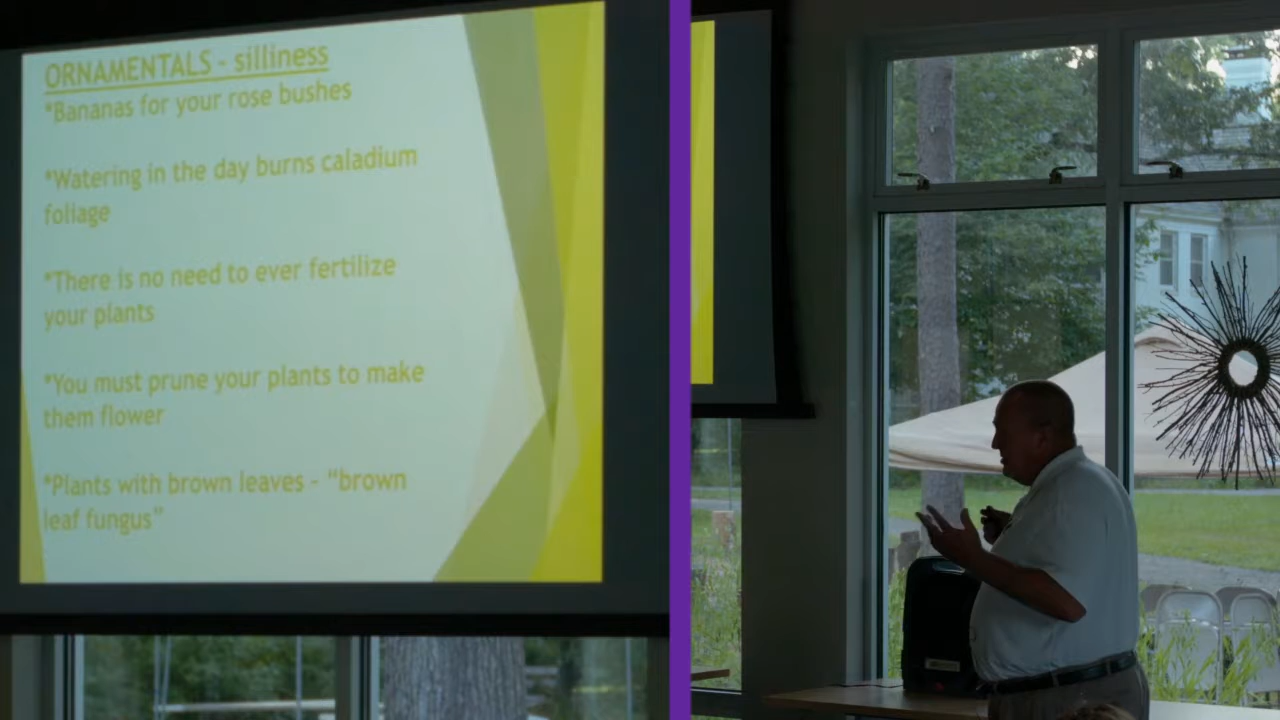 ORNAMENTALS - silliness
*Bananas for your rose bushes
*Watering in the day burns caladium
foliage
*There is no need to ever fertilize
your plants
*You must prune your plants to make
them flower
*Plants with brown leaves - "brown
leaf fungus"